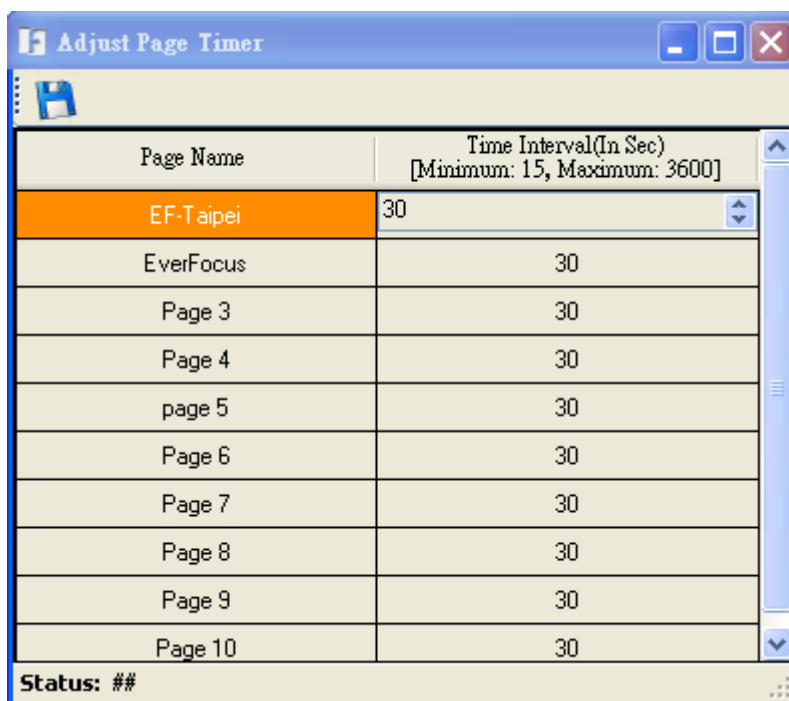 Adjust Page Timer
Page Name
Time Interval(In Sec)
[Minimum: 15, Maximum: 3600]
EF-Taipei 30
EverFocus 30
Page 3 30
Page 4 30
page 5 30
Page 6 30
Page 7 30
Page 8 30
Page 9 30
Page 10 30
Status: ##